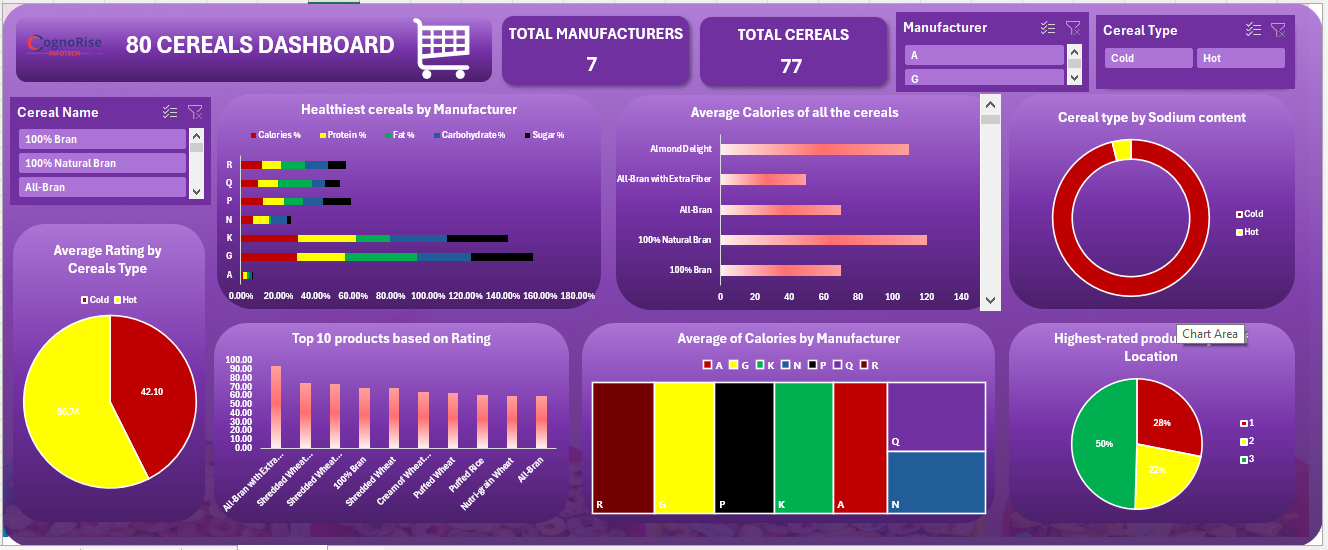 CognoRise
INFOTECH
80 CEREALS DASHBOARD
TOTAL MANUFACTURERS
7
TOTAL CEREALS
77
Manufacturer
A
G
Cereal Type
Cold
Hot
Cereal Name
100% Bran
100% Natural Bran
All-Bran
Healthiest cereals by Manufacturer
Calories % Protein % Fat % Carbohydrate % Sugar %
R
Q
P
N
K
G
A
0.00% 20.00% 40.00% 60.00% 80.00% 100.00% 120.00% 140.00% 160.00% 180.00%
Average Calories of all the cereals
Almond Delight
All-Bran with Extra Fiber
All-Bran
100% Natural Bran
100% Bran
0 20 40 60 80 100 120 140
Cereal type by Sodium content
Cold
Hot
Average Rating by
Cereals Type
Cold Hot
42.10
56.74
Top 10 products based on Rating
100.00
90.00
80.00
70.00
60.00
50.00
40.00
30.00
20.00
10.00
0.00
All-Bran with Extra...
Shredded Wheat...
Shredded Wheat...
100% Bran
Shredded Wheat
Cream of Wheat...
Puffed Wheat
Puffed Rice
Nutri-grain Wheat
All-Bran
Average of Calories by Manufacturer
A G K N P Q R
R
G
P
K
A
Q
N
Highest-rated
Location
Chart Area
28%
22%
50%
1
2
3